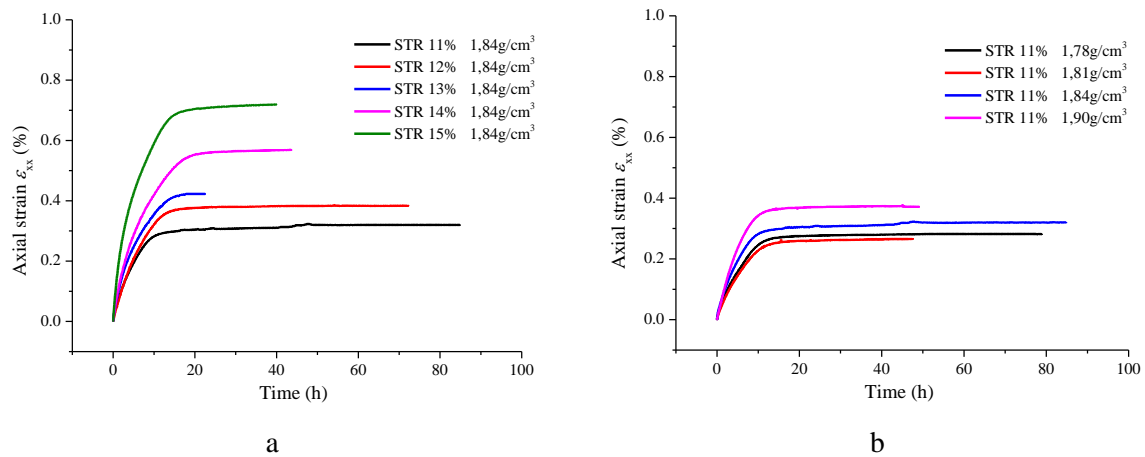 1.0
0.8
0.6
0.4
0.2
0.0
Axial strain εxx (%)
STR 11% 1,84g/cm³
STR 12% 1,84g/cm³
STR 13% 1,84g/cm³
STR 14% 1,84g/cm³
STR 15% 1,84g/cm³
0 20 40 60 80 100
Time (h)
a
1.0
0.8
0.6
0.4
0.2
0.0
Axial strain εxx (%)
STR 11% 1,78g/cm³
STR 11% 1,81g/cm³
STR 11% 1,84g/cm³
STR 11% 1,90g/cm³
0 20 40 60 80 100
Time (h)
b